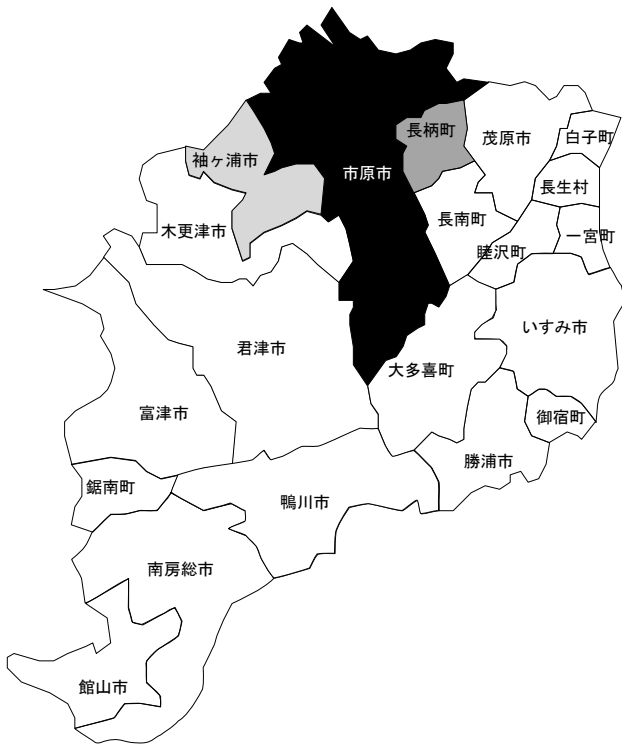 長柄町
茂原市
白子町
袖ヶ浦市
市原市
長生村
長南町
木更津市
一宮町
睦沢町
いすみ市
君津市
大多喜町
富津市
御宿町
勝浦市
鋸南町
鴨川市
南房総市
館山市